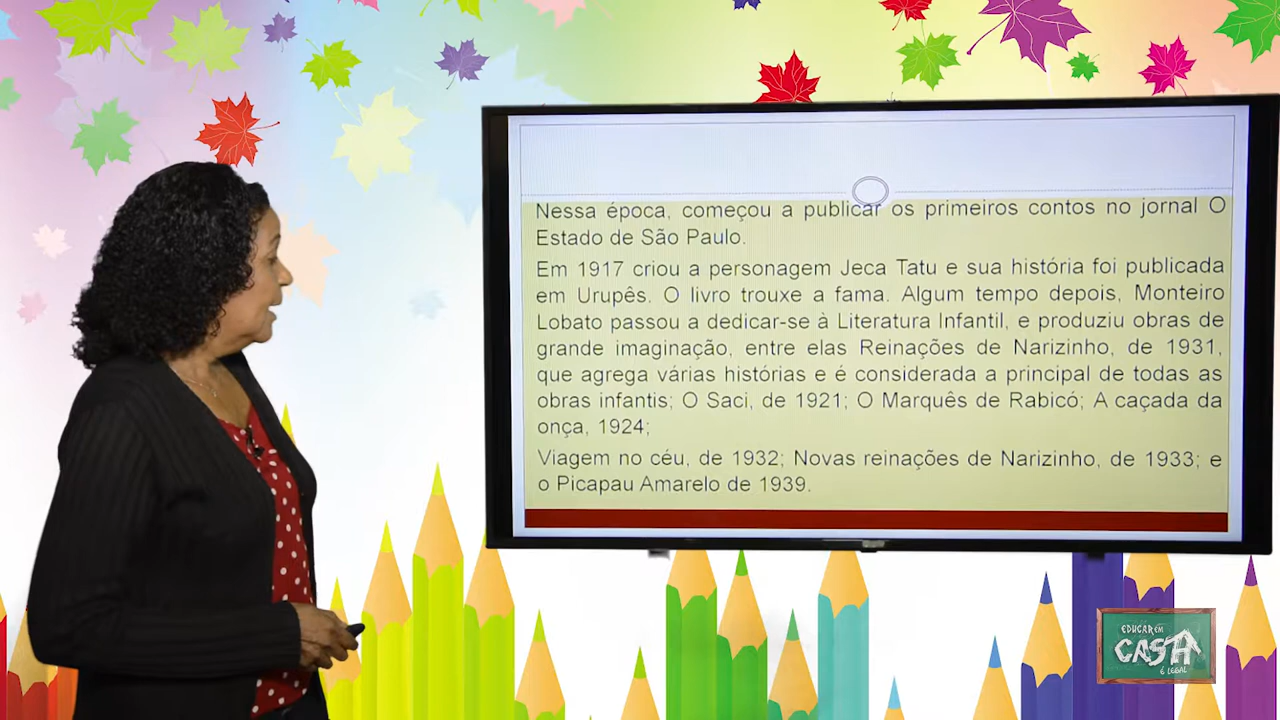 Nessa época, começou a publicar os primeiros contos no jornal O
Estado de São Paulo.
Em 1917 criou a personagem Jeca Tatu e sua história foi publicada
em Urupês. O livro trouxe a fama. Algum tempo depois, Monteiro
Lobato passou a dedicar-se à Literatura Infantil, e produziu obras de
grande imaginação, entre elas Reinações de Narizinho, de 1931,
que agrega várias histórias e é considerada a principal de todas as
obras infantis; O Saci, de 1921; O Marquês de Rabicó; A caçada da
onça, 1924;
Viagem no céu, de 1932; Novas reinações de Narizinho, de 1933; e
o Picapau Amarelo de 1939.
EDUCAR EM
CASA
É LEGAL